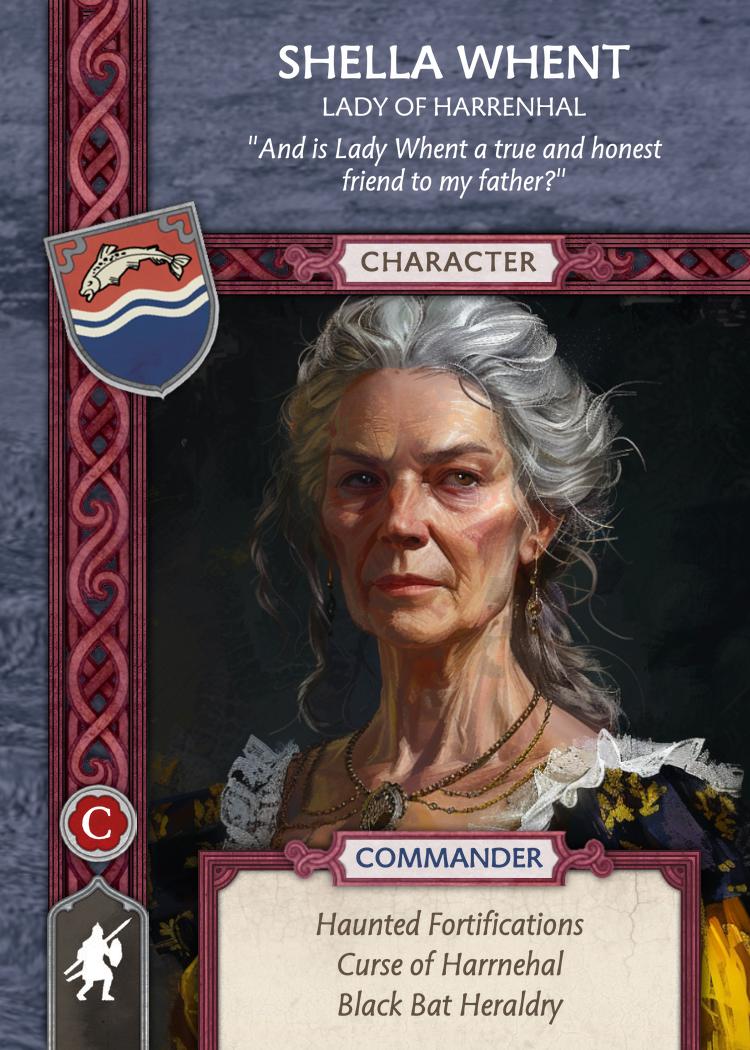 SHELLA WHENT
LADY OF HARRENHAL
"And is Lady Whent a true and honest
friend to my father?"
CHARACTER
C
COMMANDER
Haunted Fortifications
Curse of Harrnehal
Black Bat Heraldry